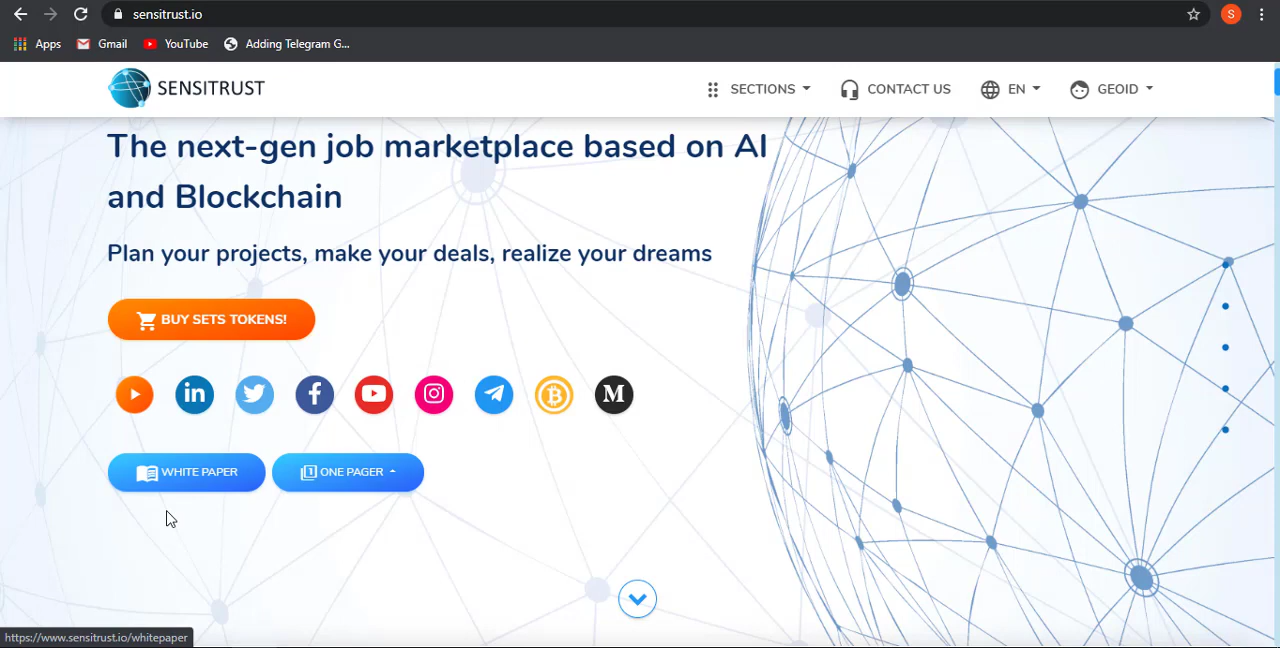 sensitrust.io
S
Apps
Gmail
YouTube
Adding Telegram G...
SENSITRUST
SECTIONS
CONTACT US
EN
GEOID
The next-gen job marketplace based on AI
and Blockchain
Plan your projects, make your deals, realize your dreams
BUY SETS TOKENS!
in
f
B
M
WHITE PAPER
1
ONE PAGER
https://www.sensitrust.io/whitepaper